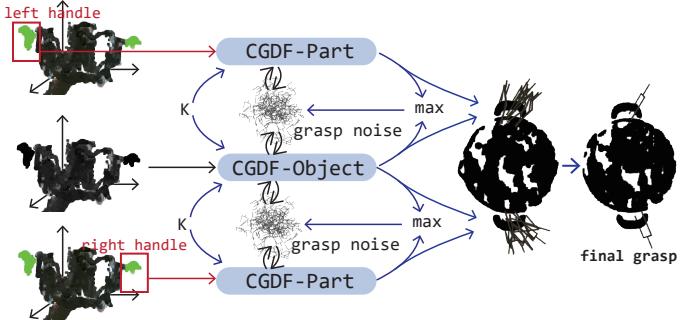 left handle
CGDF-Part
K
max
grasp noise
CGDF-Object
K
max
right handle
grasp noise
final grasp
CGDF-Part